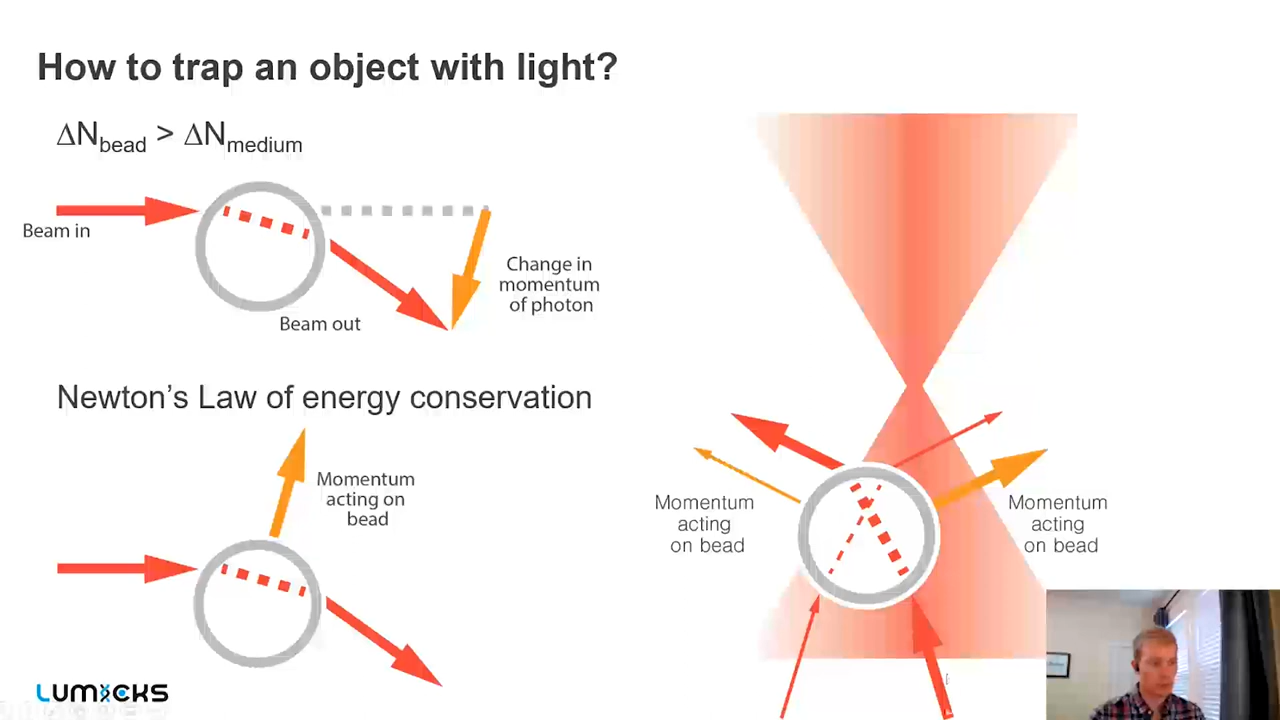 How to trap an object with light?
ΔNbead > ΔNmedium
Beam in
Change in
momentum
of photon
Beam out
Newton's Law of energy conservation
Momentum
acting on
bead
Momentum
acting
on bead
Momentum
acting
on bead
LUMICKS